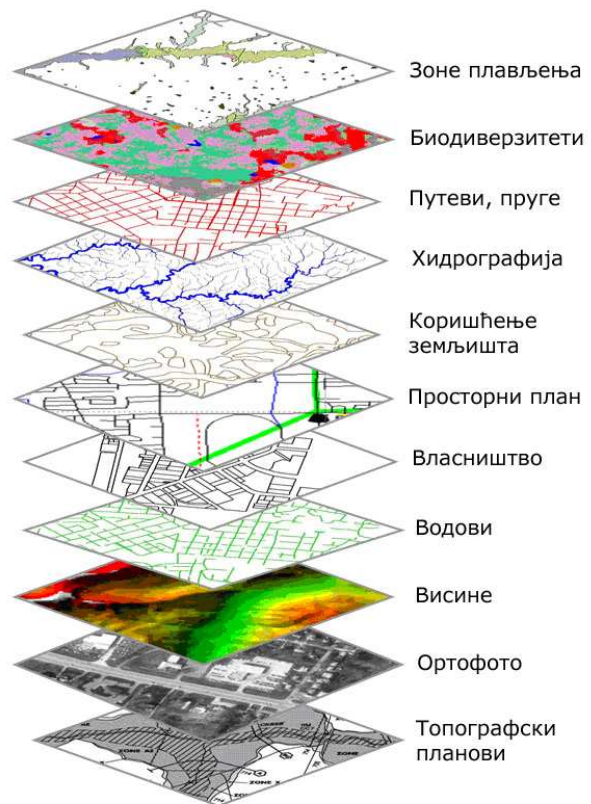 Зоне плављења
Биодиверзитети
Путеви, пруге
Хидрографија
Коришћење
земљишта
Просторни план
Власништво
Водови
Висине
Ортофото
Топографски
планови